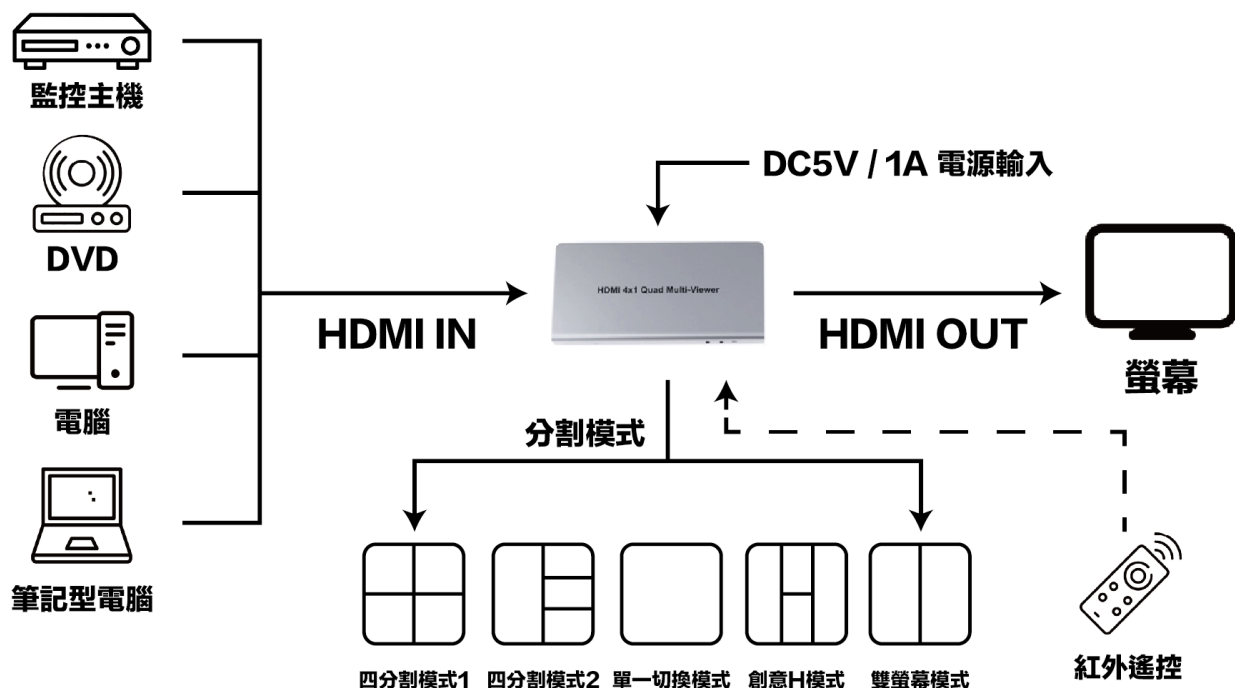 監控主機
DVD
電腦
筆記型電腦
HDMI IN
DC5V / 1A 電源輸入
HDMI 4x1 Quad Multi-Viewer
HDMI OUT
螢幕
分割模式
四分割模式1
四分割模式2
單一切換模式
創意H模式
雙螢幕模式
紅外遙控